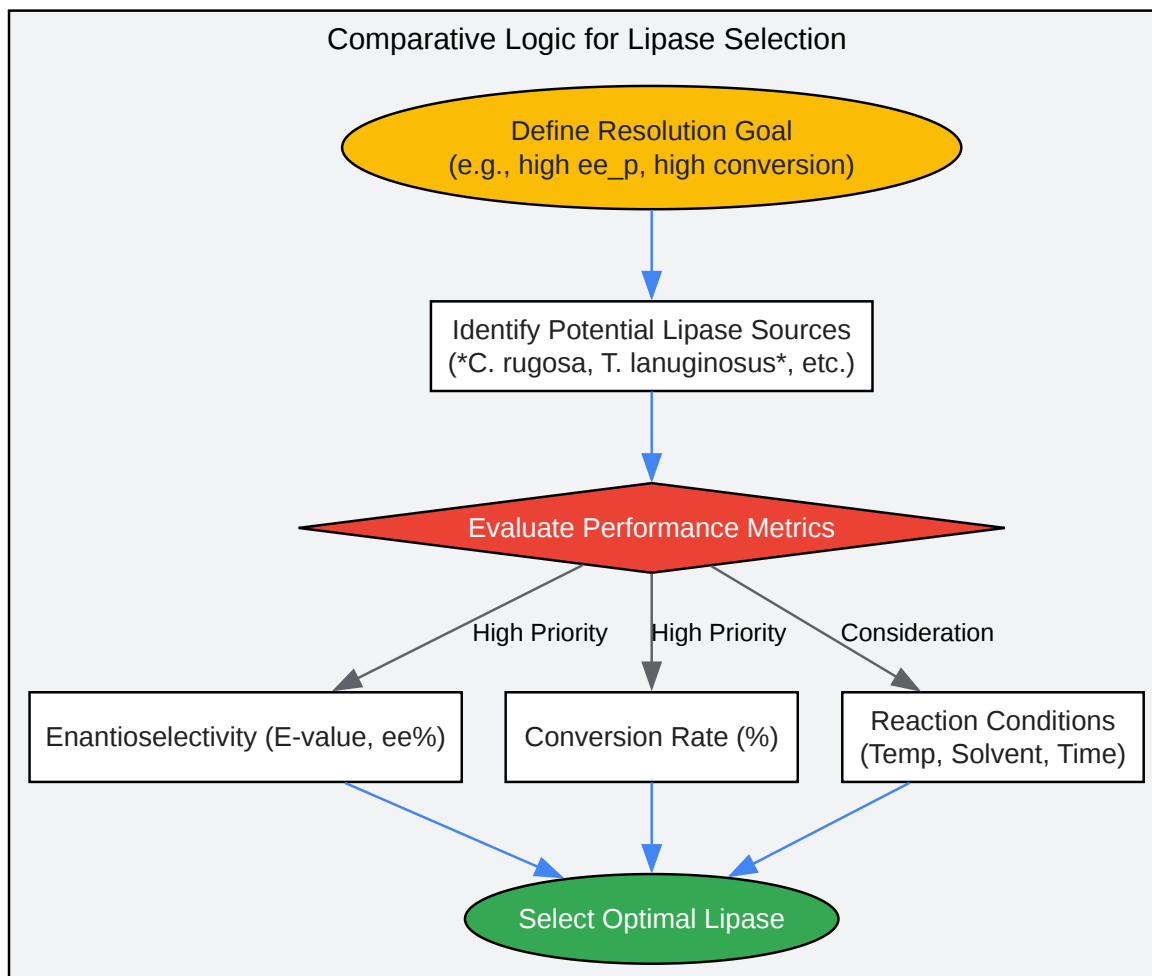 Comparative Logic for Lipase Selection
Define Resolution Goal
(e.g., high ee_p, high conversion)
Identify Potential Lipase Sources
(*C. rugosa, T. lanuginosus*, etc.)
Evaluate Performance Metrics
High Priority
High Priority
Consideration
Enantioselectivity (E-value, ee%)
Conversion Rate (%)
Reaction Conditions
(Temp, Solvent, Time)
Select Optimal Lipase